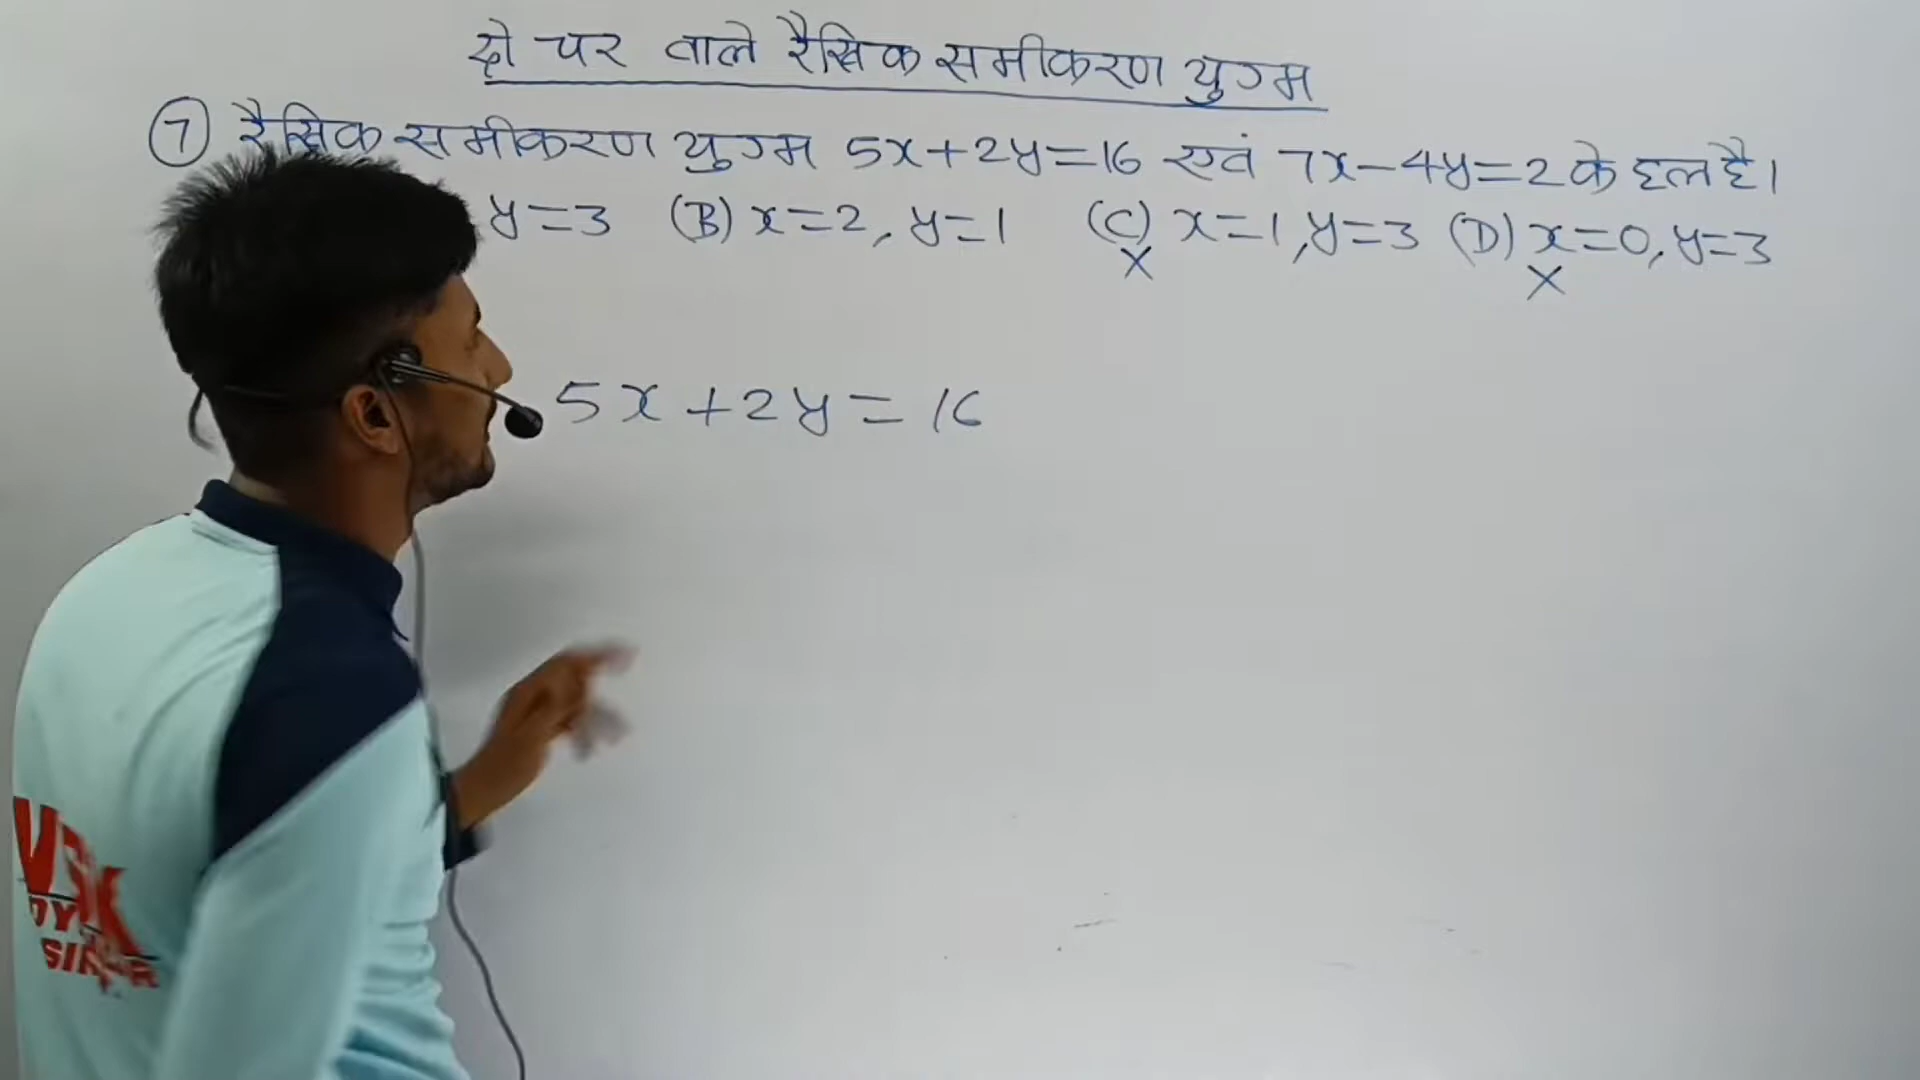 दो चर वाले रैखिक समीकरण युग्म
(7) रैखिक समीकरण युग्म 5x+2y=16 एवं 7x-4y=2 के हल है।
y=3 (B) x=2, y=1 (C) x=1, y=3 (D) x=0, y=3
X X
5x+2y=16